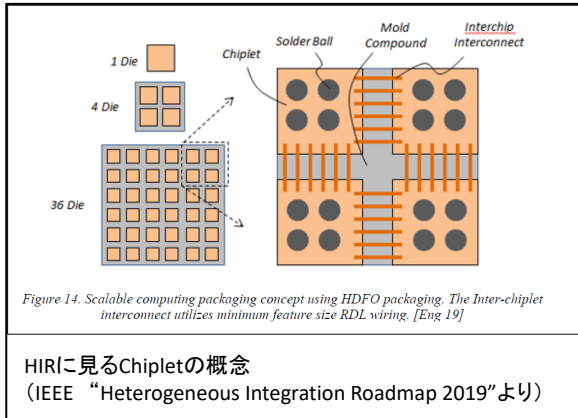 1 Die
4 Die
36 Die
Chiplet
Solder Ball
Mold
Compound
Interchip
Interconnect
Figure 14. Scalable computing packaging concept using HDFO packaging. The Inter-chiplet
interconnect utilizes minimum feature size RDL wiring. [Eng 19]
HIRに見るChipletの概念
（IEEE “Heterogeneous Integration Roadmap 2019”より）